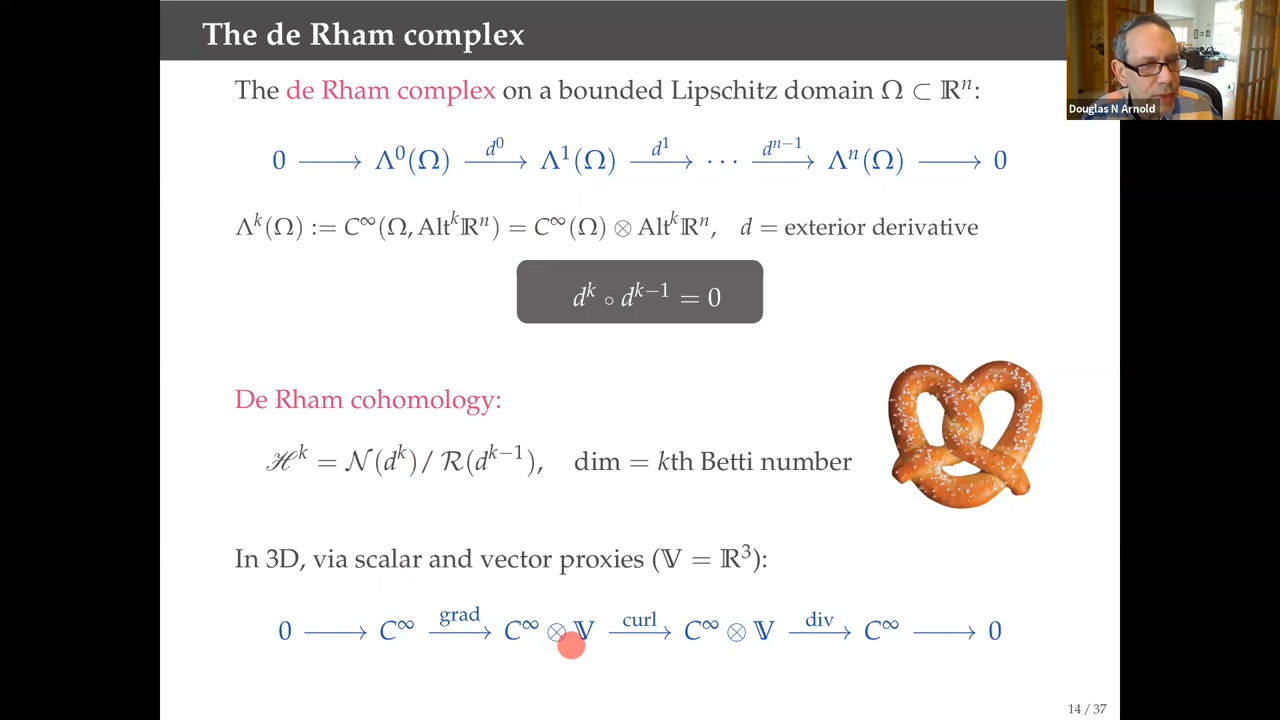 The de Rham complex
Douglas N Arnold
The de Rham complex on a bounded Lipschitz domain Ω ⊂ ℝⁿ:
0 ⟶ Λ⁰(Ω) —d⁰→ Λ¹(Ω) —d¹→ ⋯ —dⁿ⁻¹→ Λⁿ(Ω) ⟶ 0
Λᵏ(Ω) := C^∞(Ω, Altᵏℝⁿ) = C^∞(Ω) ⊗ Altᵏℝⁿ, d = exterior derivative
dᵏ ∘ dᵏ⁻¹ = 0
De Rham cohomology:
ℋᵏ = 𝒩(dᵏ)/ ℛ(dᵏ⁻¹), dim = kth Betti number
In 3D, via scalar and vector proxies (𝕍 = ℝ³):
0 ⟶ C^∞ —grad→ C^∞ ⊗ 𝕍 —curl→ C^∞ ⊗ 𝕍 —div→ C^∞ ⟶ 0
14 / 37